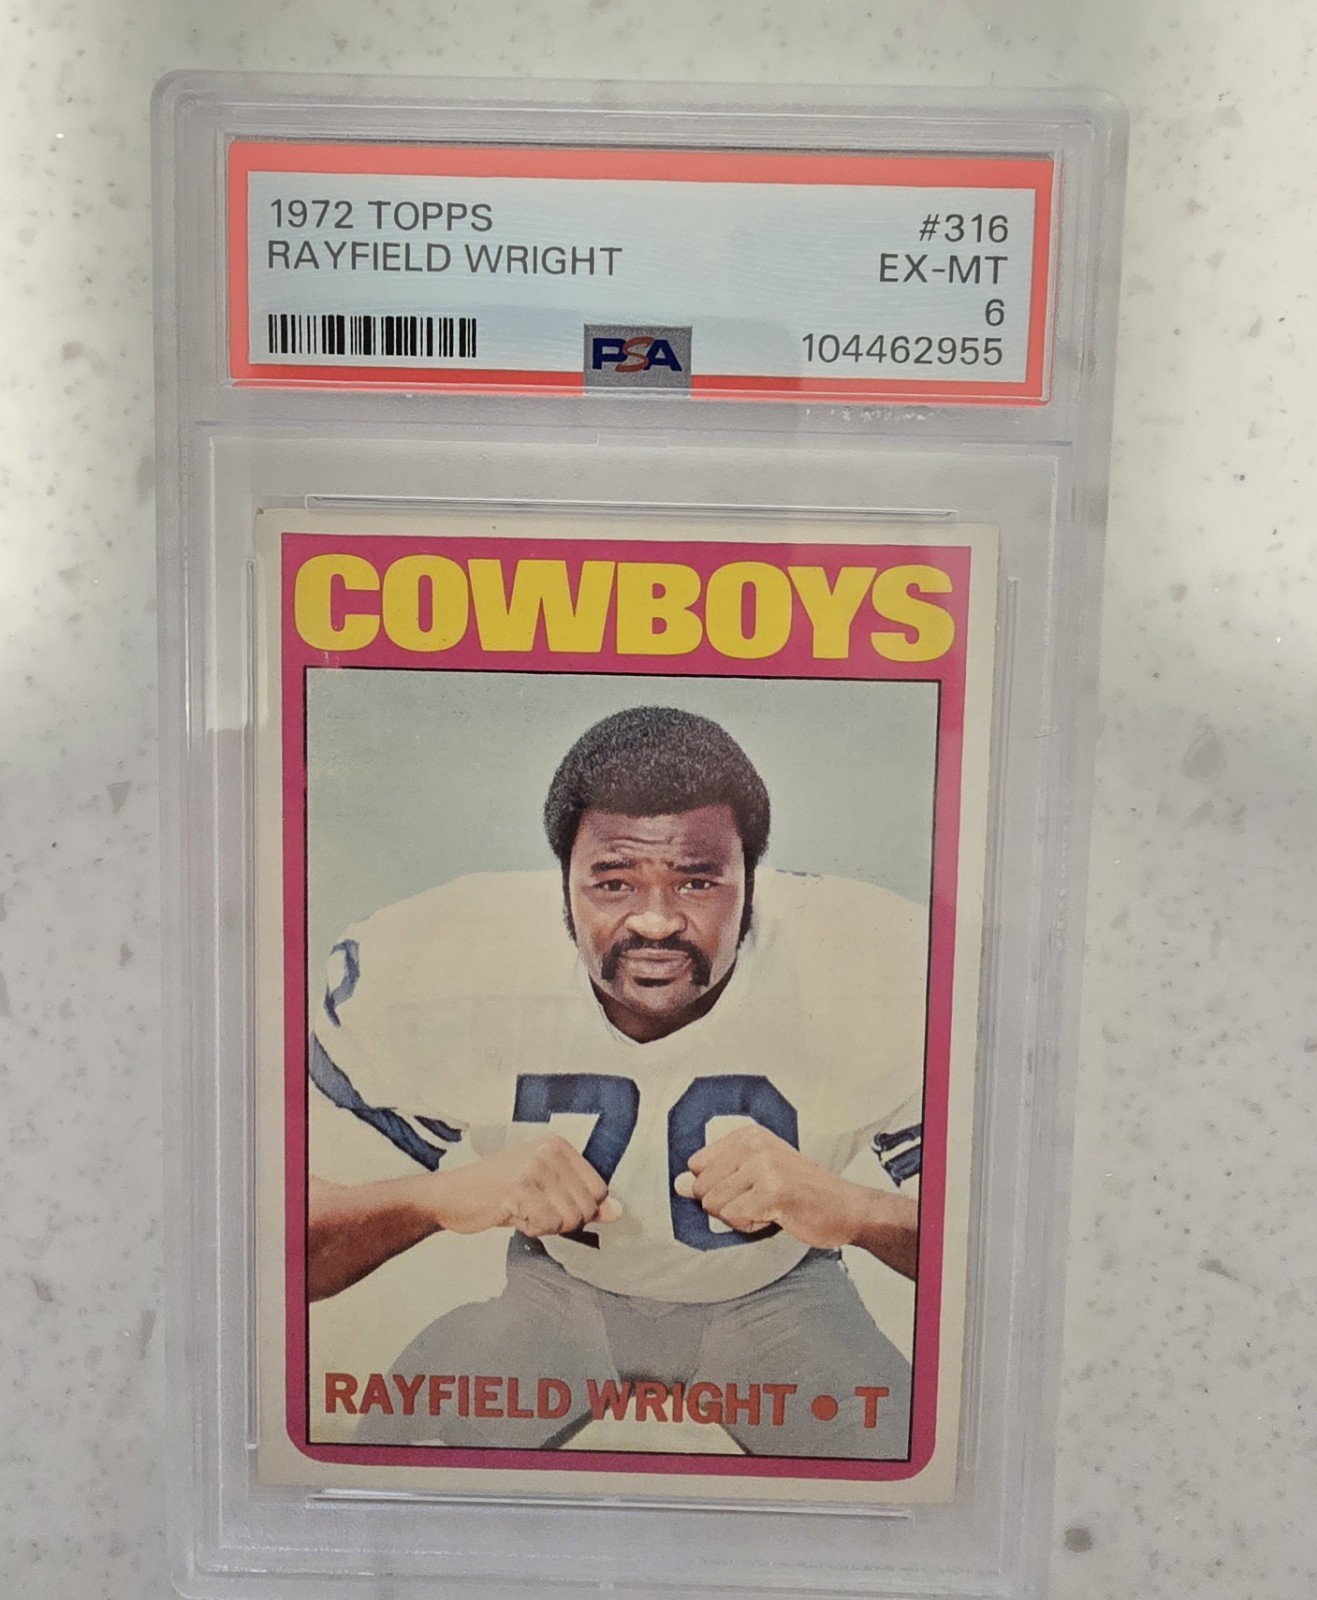 1972 TOPPS
RAYFIELD WRIGHT
#316
EX-MT
6
104462955
PSA
COWBOYS
70
RAYFIELD WRIGHT • T